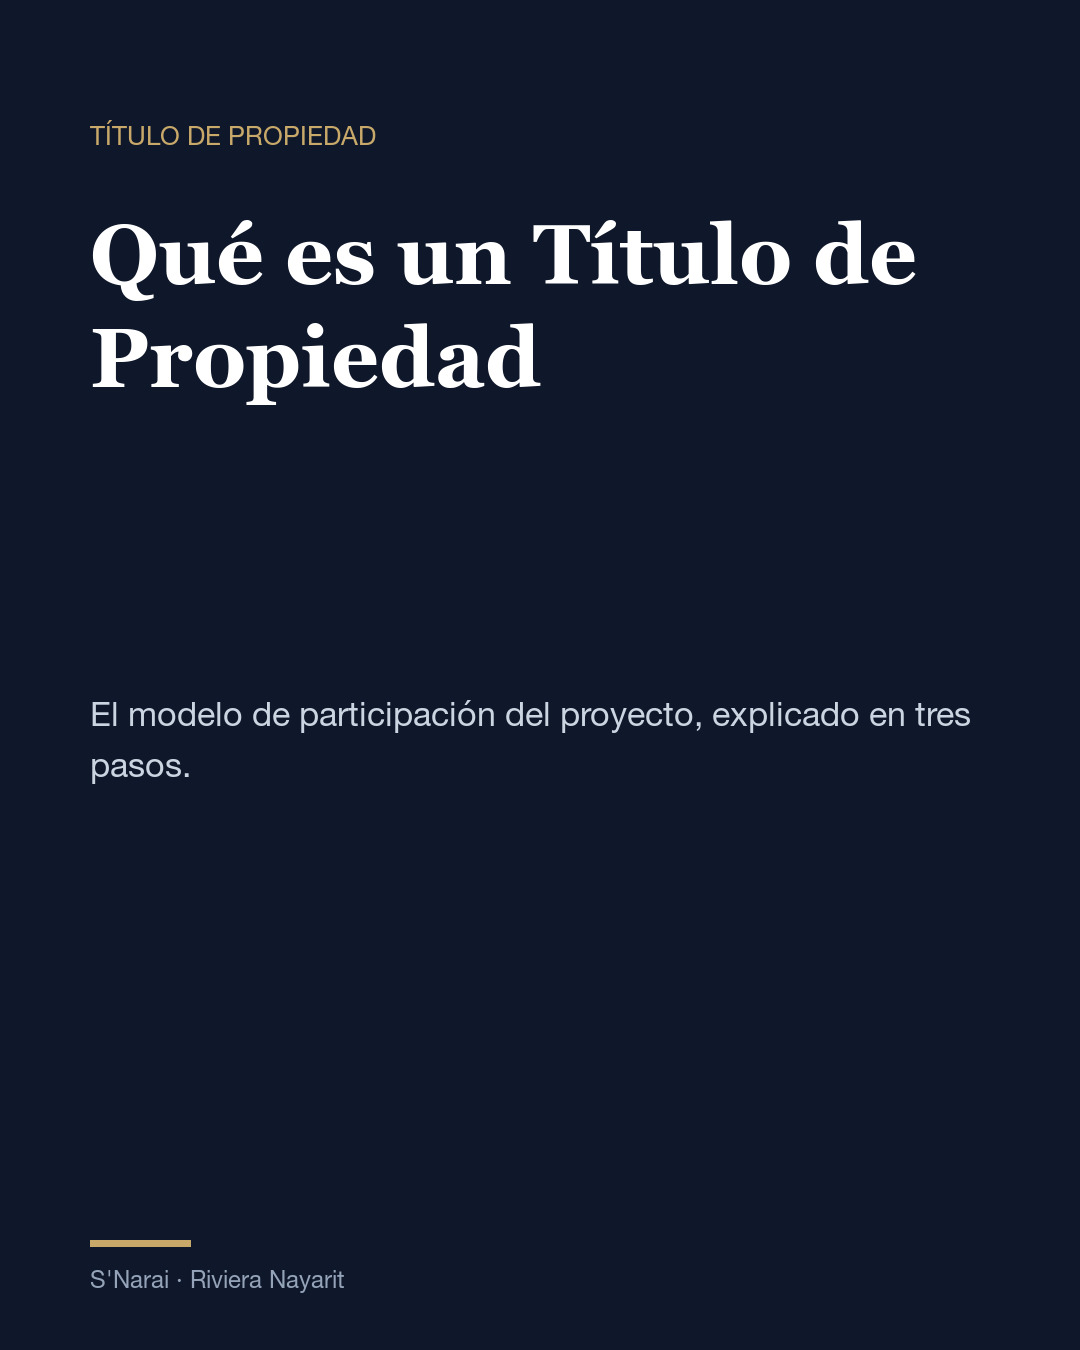 TÍTULO DE PROPIEDAD
Qué es un Título de
Propiedad
El modelo de participación del proyecto, explicado en tres
pasos.
S'Narai · Riviera Nayarit